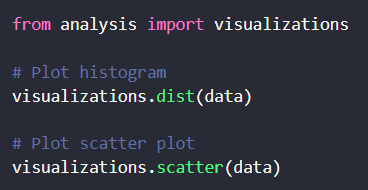 from analysis import visualizations
# Plot histogram
visualizations.dist(data)
# Plot scatter plot
visualizations.scatter(data)